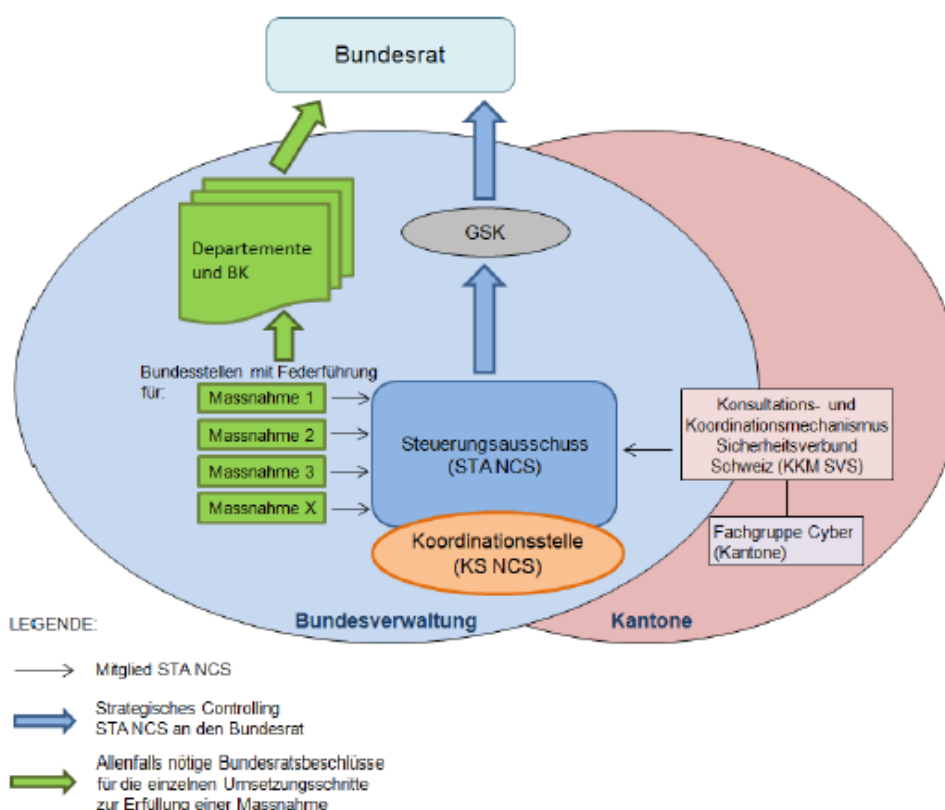 Bundesrat
GSK
Departemente
und BK
Bundesstellen mit Federführung
für:
Massnahme 1
Massnahme 2
Massnahme 3
Massnahme X
Steuerungsausschuss
(STA NCS)
Koordinationsstelle
(KS NCS)
Konsultations- und
Koordinationsmechanismus
Sicherheitsverbund
Schweiz (KKM SVS)
Fachgruppe Cyber
(Kantone)
Bundesverwaltung
Kantone
LEGENDE:
Mitglied STA NCS
Strategisches Controlling
STA NCS an den Bundesrat
Allenfalls nötige Bundesratsbeschlüsse
für die einzelnen Umsetzungsschritte
zur Erfüllung einer Massnahme